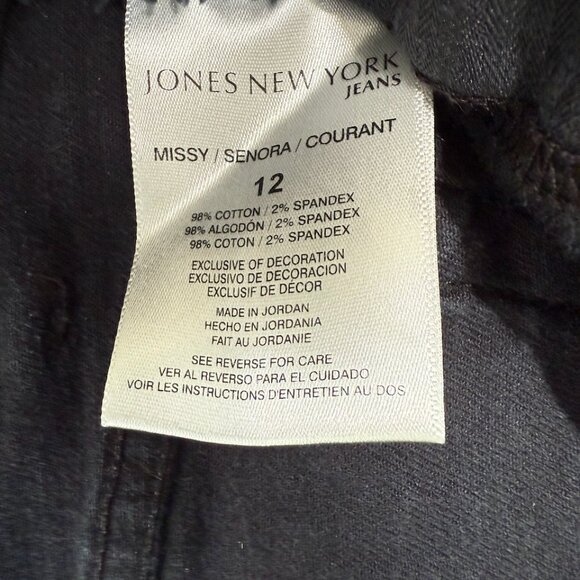 JONES NEW YORK
JEANS
MISSY / SENORA / COURANT
12
98% COTTON / 2% SPANDEX
98% ALGODÓN / 2% SPANDEX
98% COTON / 2% SPANDEX
EXCLUSIVE OF DECORATION
EXCLUSIVO DE DECORACION
EXCLUSIF DE DÉCOR
MADE IN JORDAN
HECHO EN JORDANIA
FAIT AU JORDANIE
SEE REVERSE FOR CARE
VER AL REVERSO PARA EL CUIDADO
VOIR LES INSTRUCTIONS D'ENTRETIEN AU DOS